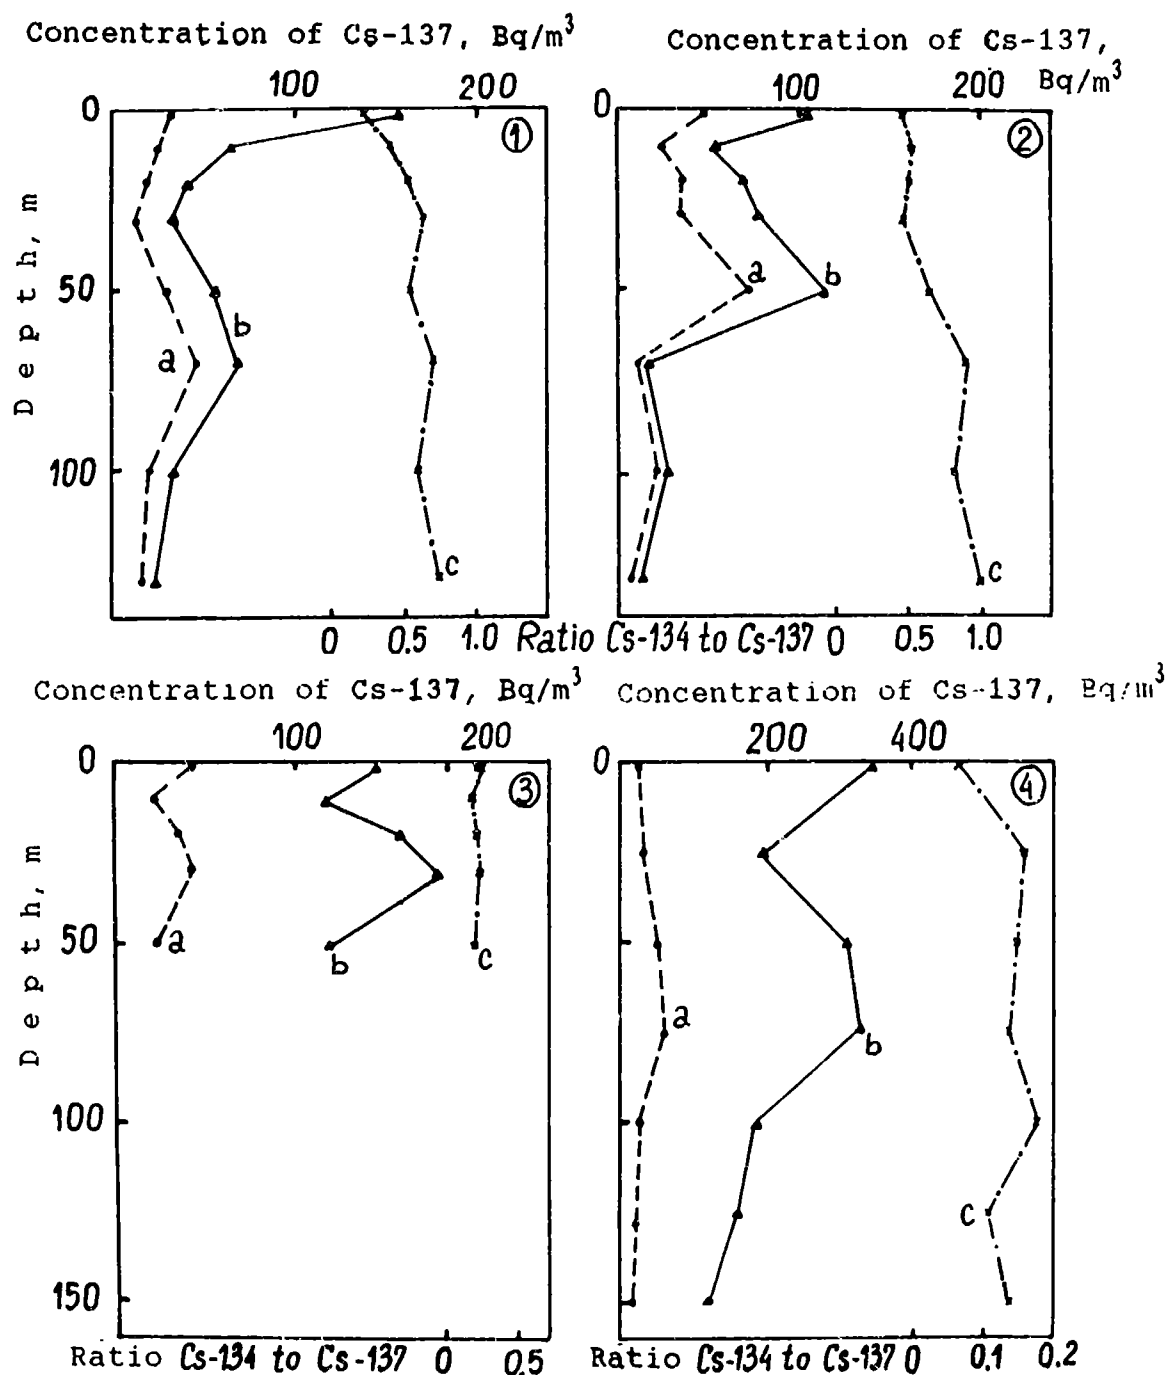 Concentration of Cs-137, Bq/m³
100 200
0
①
50
100
Depth, m
a
b
c
0 0.5 1.0
Concentration of Cs-137,
Bq/m³
100 200
0
②
a
b
c
Ratio Cs-134 to Cs-137 0 0.5 1.0
Concentration of Cs-137, Bq/m³
100 200
0
③
50
100
150
Depth, m
a
b
c
Ratio Cs-134 to Cs-137 0 0.5
Concentration of Cs-137, Bq/m³
200 400
0
④
a
b
c
Ratio Cs-134 to Cs-137 0 0.1 0.2